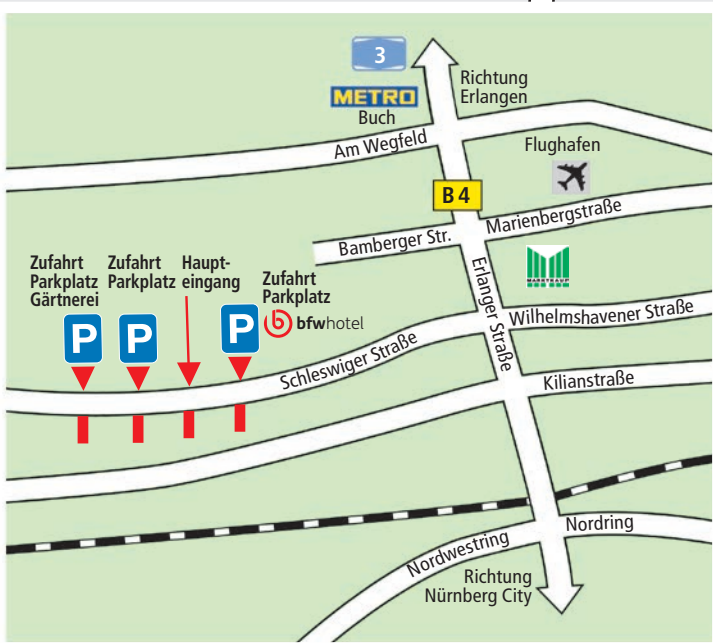 3
Richtung
Erlangen
METRO
Buch
Am Wegfeld
Flughafen
B 4
Marienbergstraße
Bamberger Str.
MARKTKAUF
Erlanger Straße
Zufahrt
Parkplatz
Gärtnerei
Zufahrt
Parkplatz
Haupt-
eingang
Zufahrt
Parkplatz
b bfwhotel
P
P
P
Wilhelmshavener Straße
Schleswiger Straße
Kilianstraße
Nordring
Nordwestring
Richtung
Nürnberg City